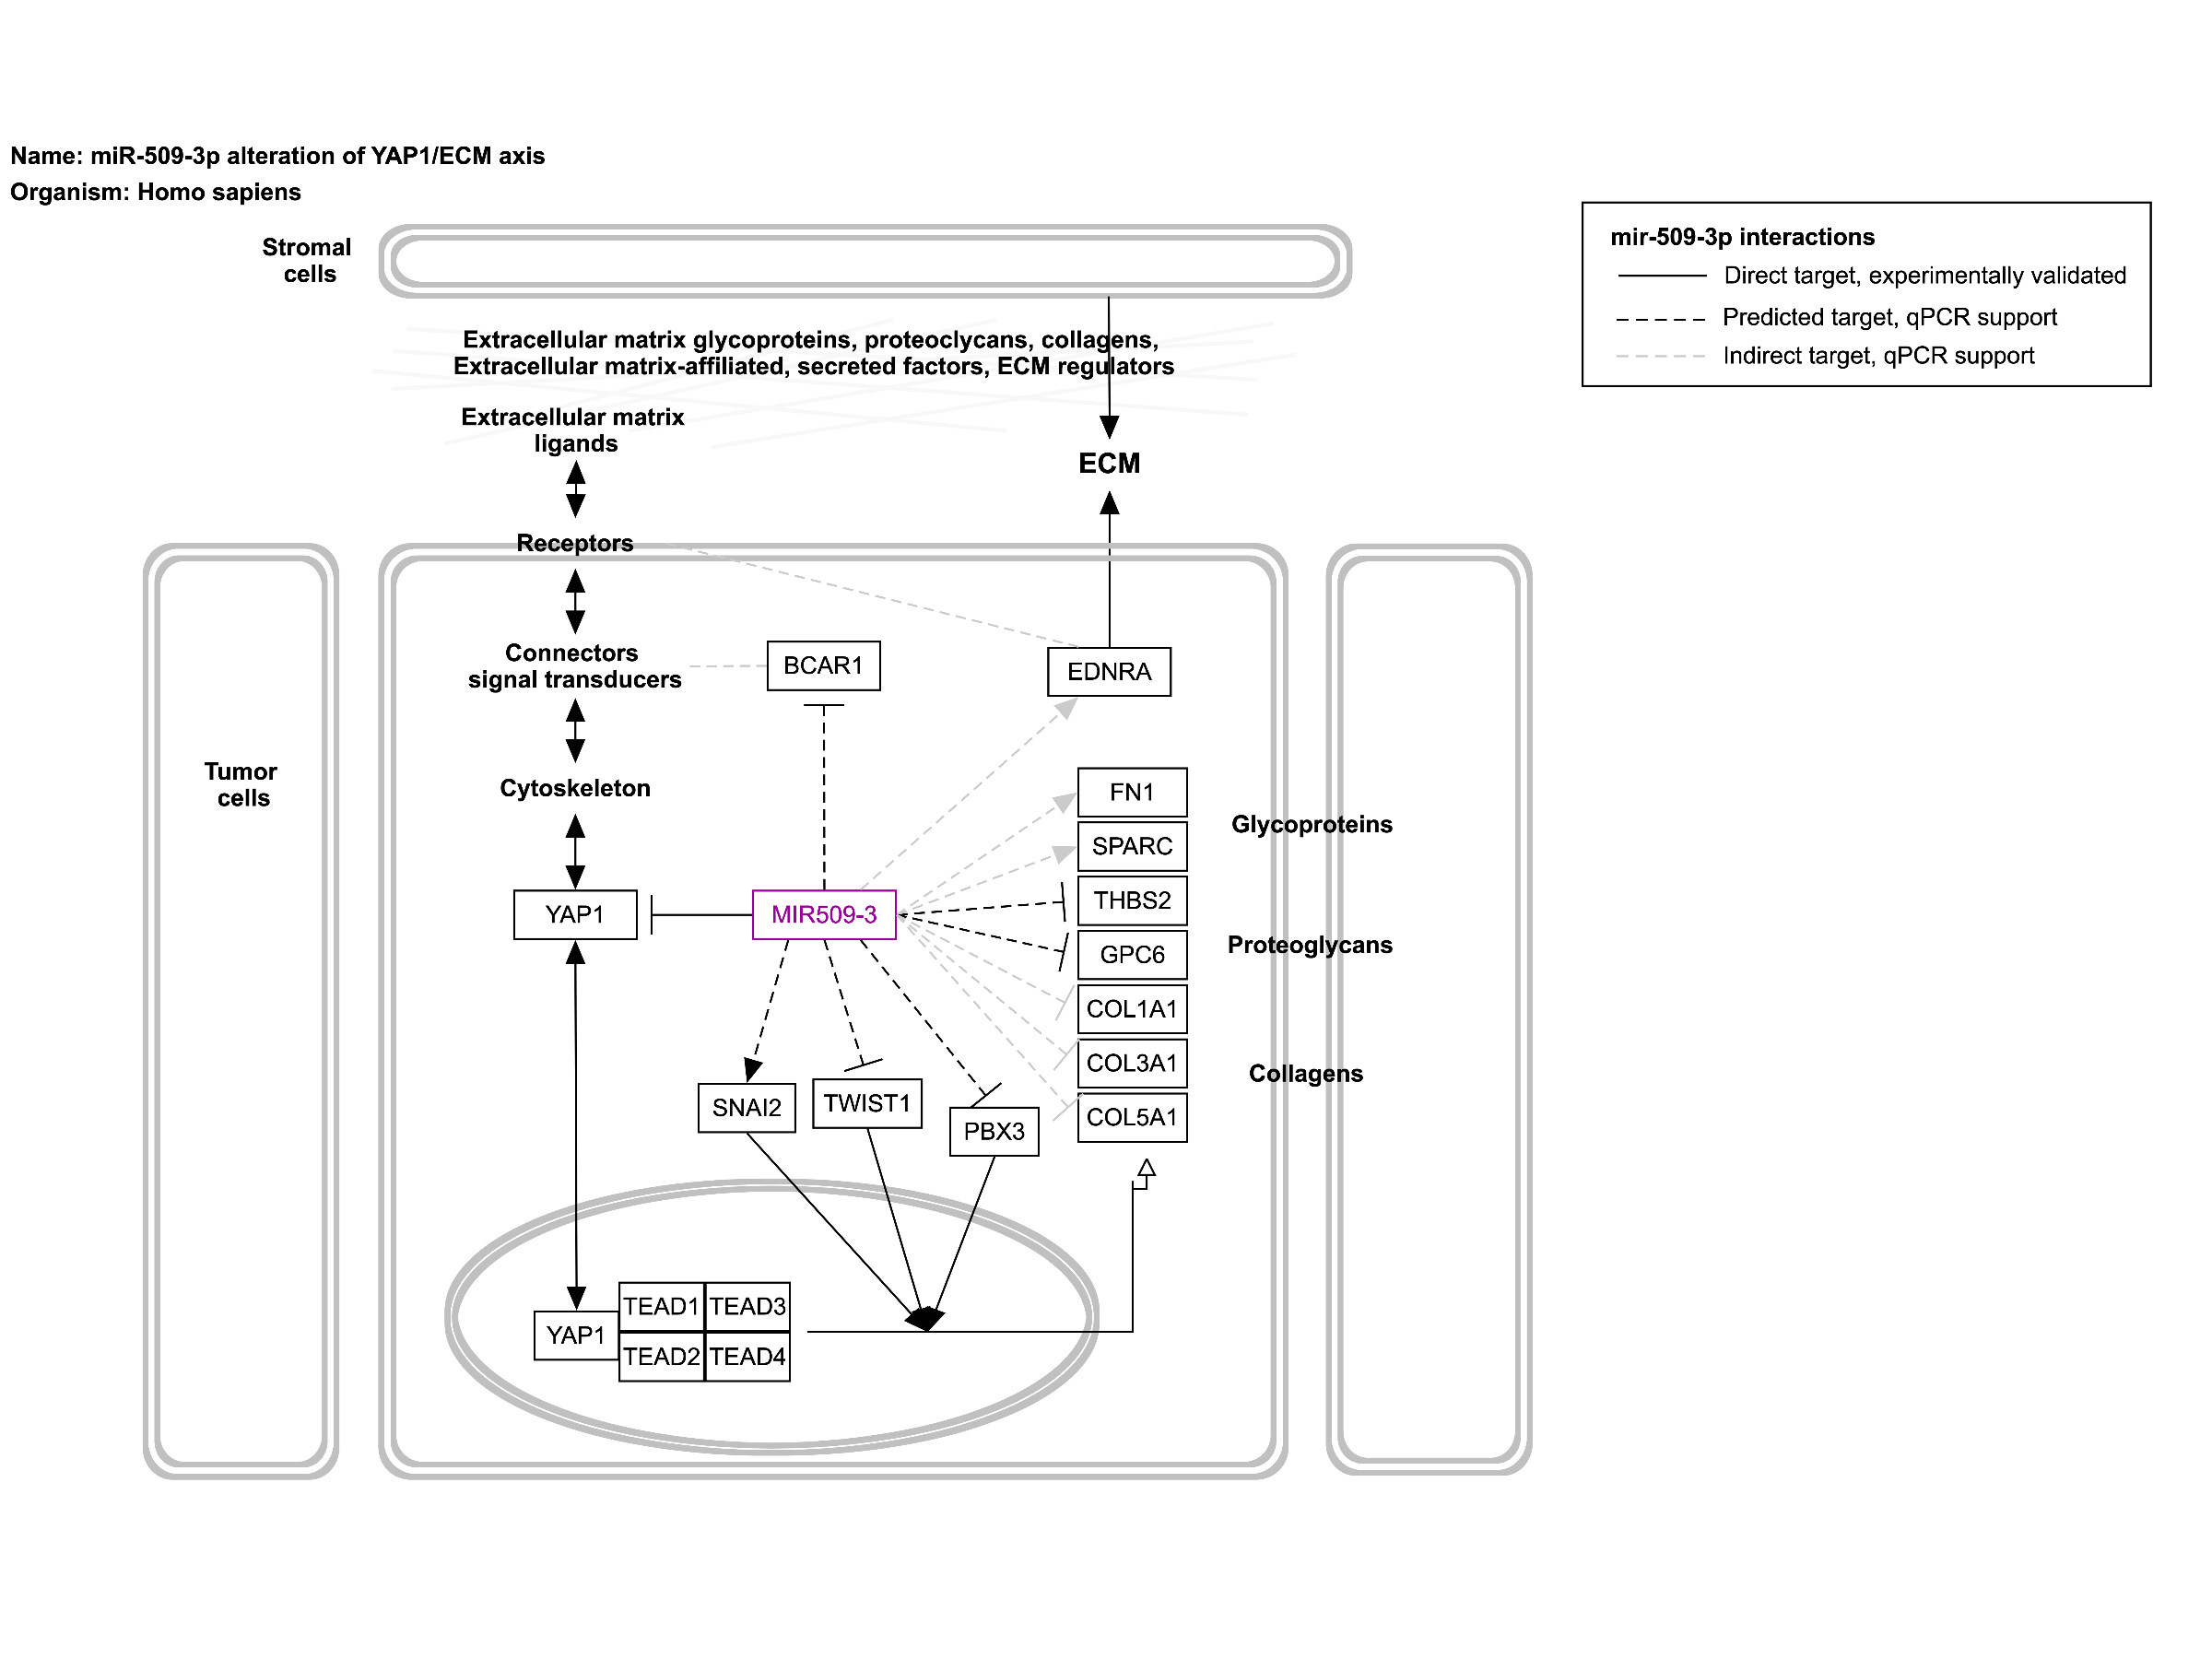 Name: miR-509-3p alteration of YAP1/ECM axis
Organism: Homo sapiens
Stromal
cells
mir-509-3p interactions
Direct target, experimentally validated
Predicted target, qPCR support
Indirect target, qPCR support
Extracellular matrix glycoproteins, proteoclycans, collagens,
Extracellular matrix-affiliated, secreted factors, ECM regulators
Extracellular matrix
ligands
ECM
Receptors
Connectors
signal transducers
BCAR1
EDNRA
Tumor
cells
Cytoskeleton
FN1
Glycoproteins
SPARC
YAP1
MIR509-3
THBS2
Proteoglycans
GPC6
COL1A1
COL3A1
Collagens
SNAI2
TWIST1
PBX3
COL5A1
YAP1
TEAD1
TEAD3
TEAD2
TEAD4